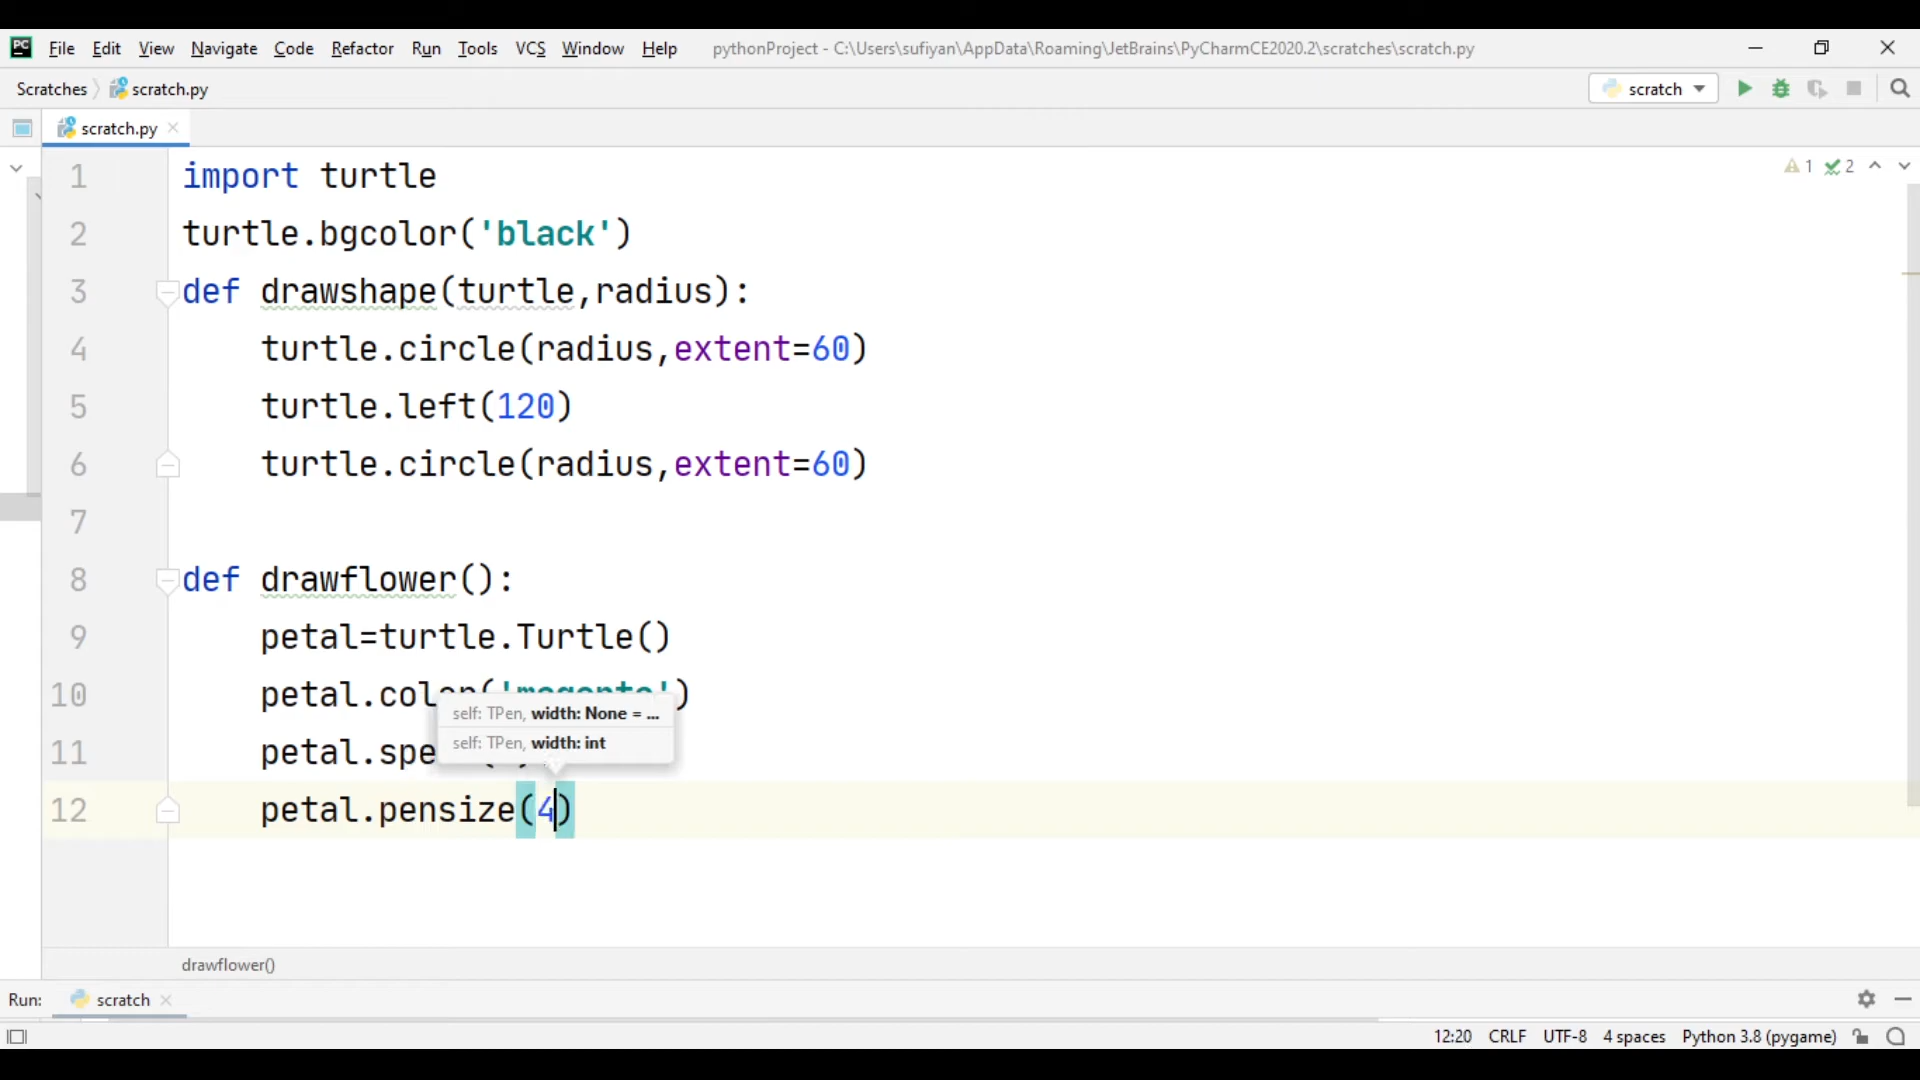 File Edit View Navigate Code Refactor Run Tools VCS Window Help pythonProject - C:\Users\sufiyan\AppData\Roaming\JetBrains\PyCharmCE2020.2\scratches\scratch.py
Scratches scratch.py scratch
scratch.py
1 import turtle 1 2
2 turtle.bgcolor('black')
3 def drawshape(turtle,radius):
4 turtle.circle(radius,extent=60)
5 turtle.left(120)
6 turtle.circle(radius,extent=60)
7
8 def drawflower():
9 petal=turtle.Turtle()
10 petal.color('magenta')
self: TPen, width: None = ...
self: TPen, width: int
11 petal.spe
12 petal.pensize(4)
drawflower()
Run: scratch
12:20 CRLF UTF-8 4 spaces Python 3.8 (pygame)